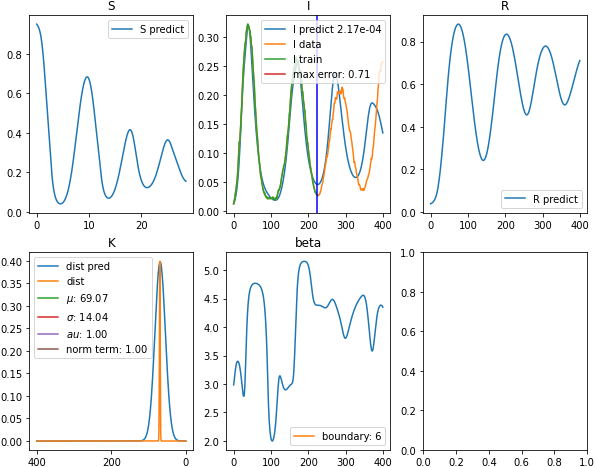 S
0.8
0.6
0.4
0.2
0.0
0 10 20
S predict
I
0.30
0.25
0.20
0.15
0.10
0.05
0.00
0 100 200 300 400
I predict 2.17e-04
I data
I train
max error: 0.71
R
0.8
0.6
0.4
0.2
0.0
0 100 200 300 400
R predict
K
0.40
0.35
0.30
0.25
0.20
0.15
0.10
0.05
0.00
400 200 0
dist pred
dist
μ: 69.07
σ: 14.04
au: 1.00
norm term: 1.00
beta
5.0
4.5
4.0
3.5
3.0
2.5
2.0
0 100 200 300 400
boundary: 6
1.0
0.8
0.6
0.4
0.2
0.0
0.0 0.2 0.4 0.6 0.8 1.0